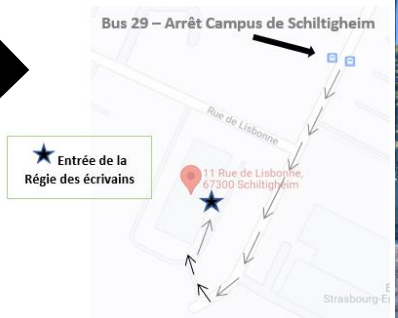 Bus 29 – Arrêt Campus de Schiltigheim
Rue de Lisbonne
Entrée de la
Régie des écrivains
11 Rue de Lisbonne,
67300 Schiltigheim
Strasbourg-E